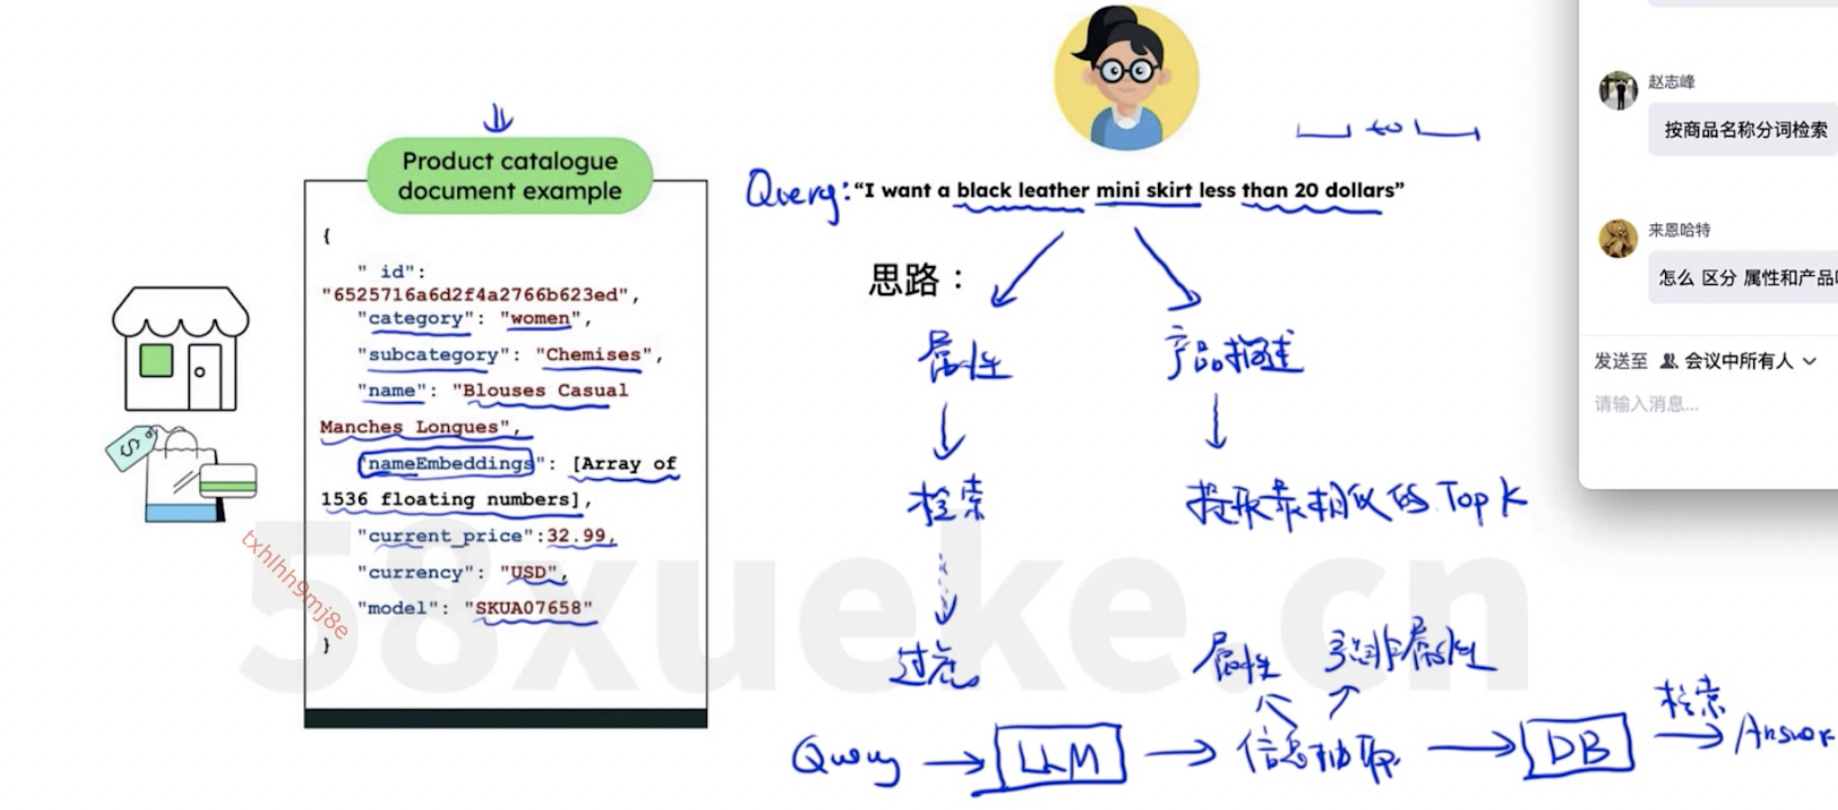 Product catalogue
document example
{
"_id":
"6525716a6d2f4a2766b623ed",
"category": "women",
"subcategory": "Chemises",
"name": "Blouses Casual
Manches Longues",
"nameEmbeddings": [Array of
1536 floating numbers],
"current_price":32.99,
"currency": "USD",
"model": "SKUA07658"
}
to
Query: “I want a black leather mini skirt less than 20 dollars”
思路：
属性 产品描述
检索 提取最相似的 Top K
过滤
属性 非属性
Query → LLM → 信息抽取 → DB 检索 → Answer
赵志峰
按商品名称分词检索
来恩哈特
怎么 区分 属性和产品
发送至 会议中所有人
请输入消息...
58xueke.cn
txhlhh9mj8e